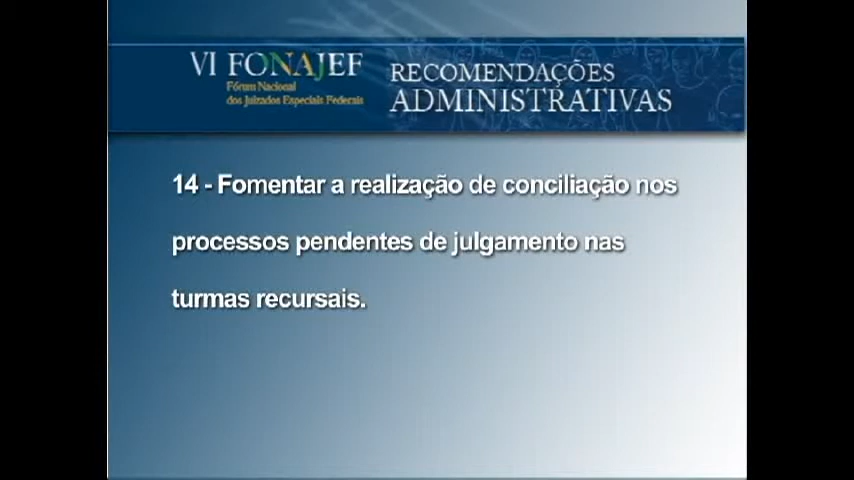 VI FONAJEF
Fórum Nacional
dos Juizados Especiais Federais
RECOMENDAÇÕES
ADMINISTRATIVAS
14 - Fomentar a realização de conciliação nos
processos pendentes de julgamento nas
turmas recursais.